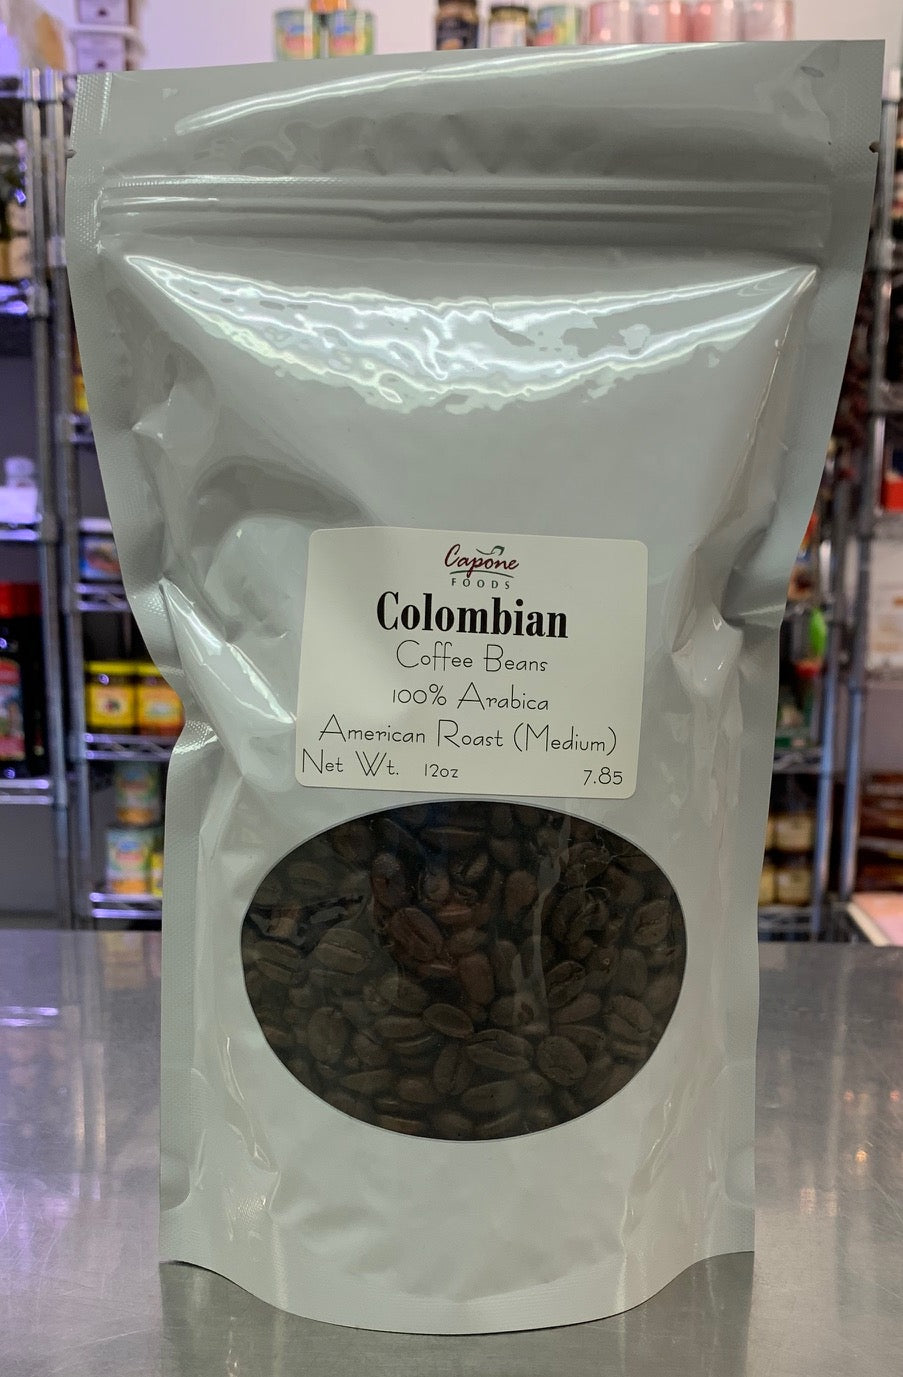 Capone
FOODS
Colombian
Coffee Beans
100% Arabica
American Roast (Medium)
Net Wt. 12oz 7.85